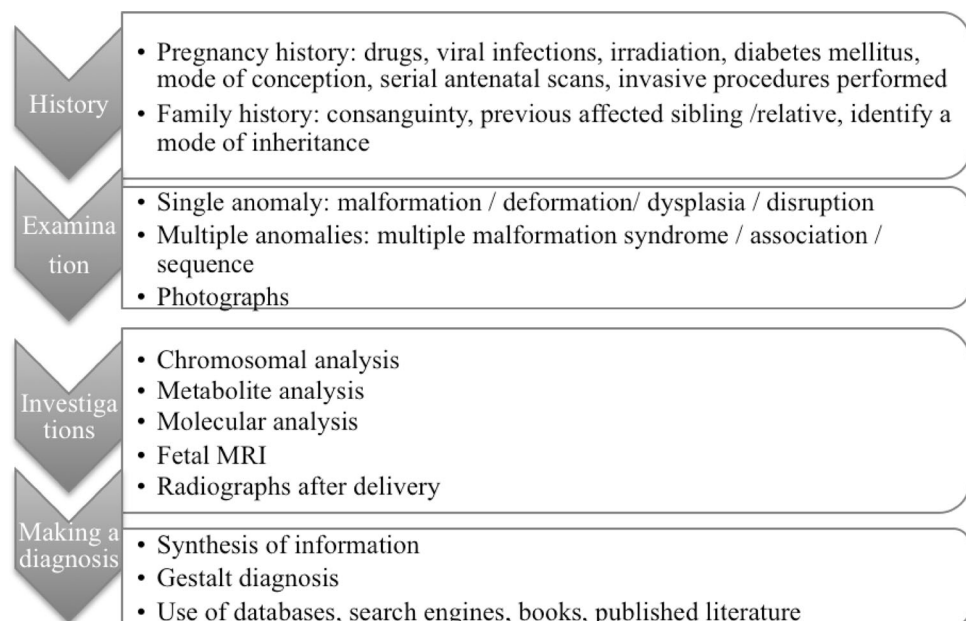 History
• Pregnancy history: drugs, viral infections, irradiation, diabetes mellitus,
mode of conception, serial antenatal scans, invasive procedures performed
• Family history: consanguinty, previous affected sibling /relative, identify a
mode of inheritance
Examina
tion
• Single anomaly: malformation / deformation/ dysplasia / disruption
• Multiple anomalies: multiple malformation syndrome / association /
sequence
• Photographs
Investiga
tions
• Chromosomal analysis
• Metabolite analysis
• Molecular analysis
• Fetal MRI
• Radiographs after delivery
Making a
diagnosis
• Synthesis of information
• Gestalt diagnosis
• Use of databases, search engines, books, published literature